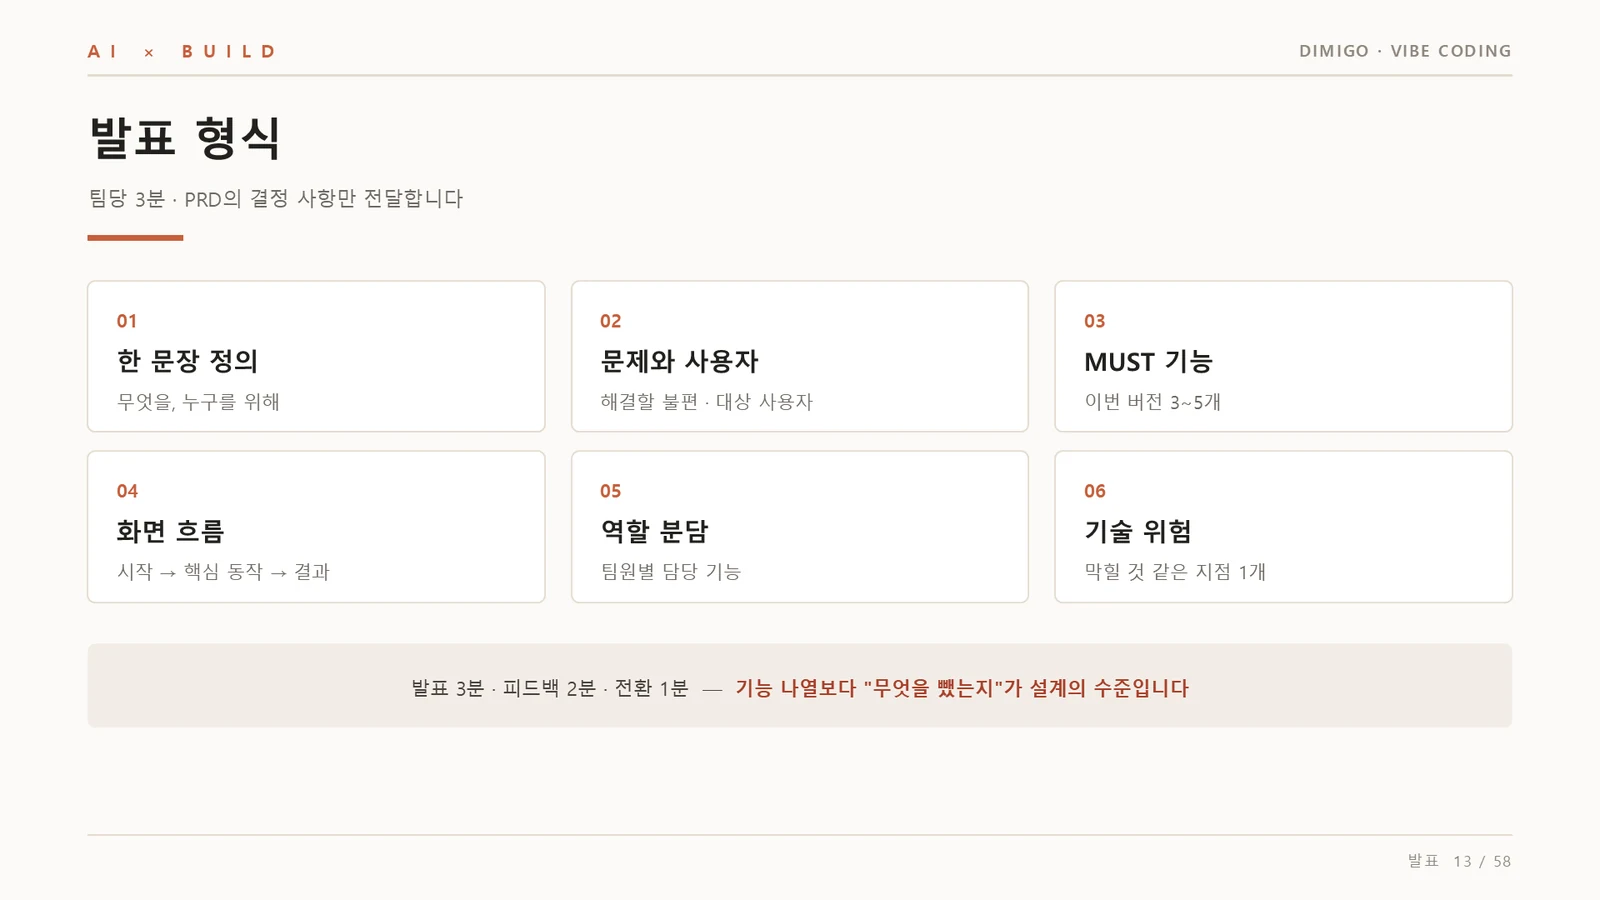 AI × BUILD
DIMIGO · VIBE CODING
발표 형식
팀당 3분 · PRD의 결정 사항만 전달합니다
01
한 문장 정의
무엇을, 누구를 위해
02
문제와 사용자
해결할 불편 · 대상 사용자
03
MUST 기능
이번 버전 3~5개
04
화면 흐름
시작 → 핵심 동작 → 결과
05
역할 분담
팀원별 담당 기능
06
기술 위험
막힐 것 같은 지점 1개
발표 3분 · 피드백 2분 · 전환 1분 — 기능 나열보다 "무엇을 뺐는지"가 설계의 수준입니다
발표 13 / 58